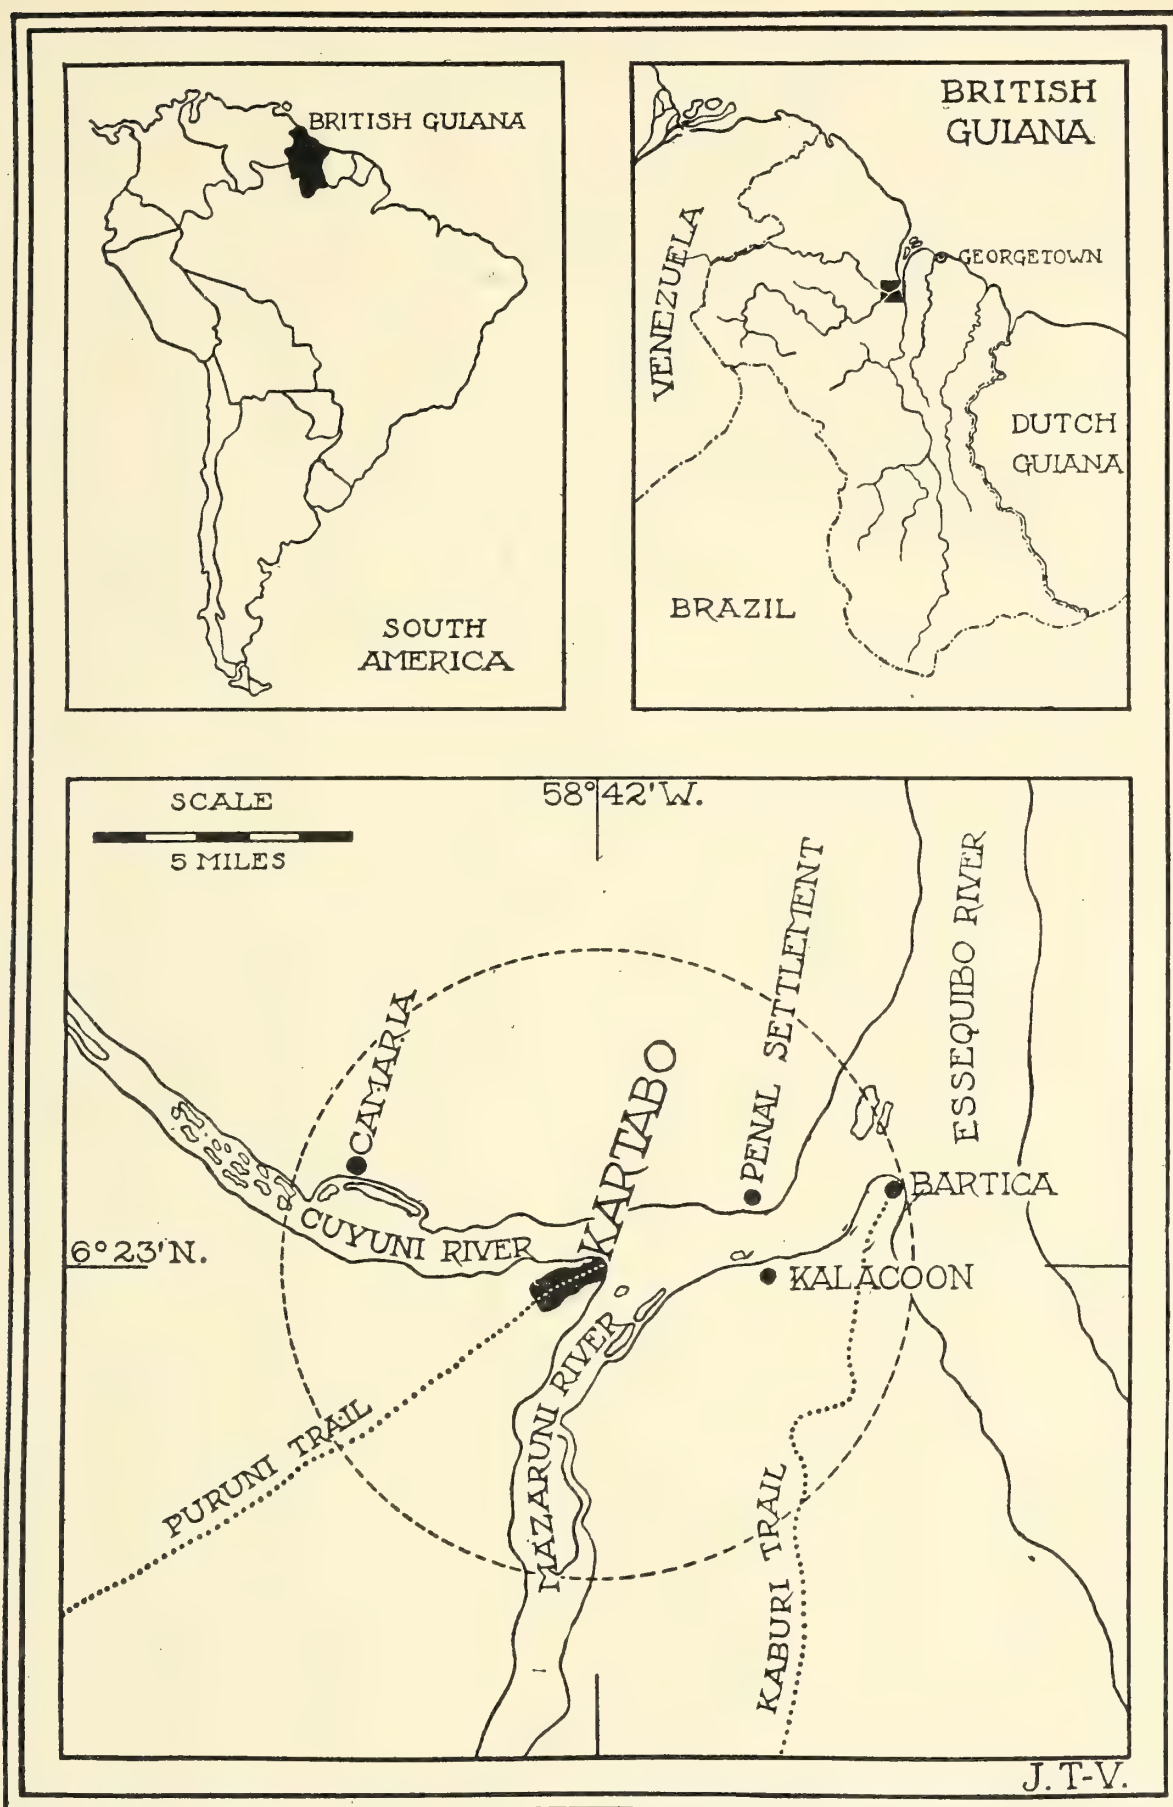 BRITISH GUIANA
SOUTH
AMERICA
BRITISH
GUIANA
VENEZUELA
GEORGETOWN
DUTCH
GUIANA
BRAZIL
SCALE
5 MILES
58°42'W.
PENAL SETTLEMENT
ESSEQUIBO RIVER
CAMARIA
KARTABO
BARTICA
CUYUNI RIVER
6°23'N.
KALACOON
MAZARUNI RIVER
PURUNI TRAIL
KABURI TRAIL
J. T-V.